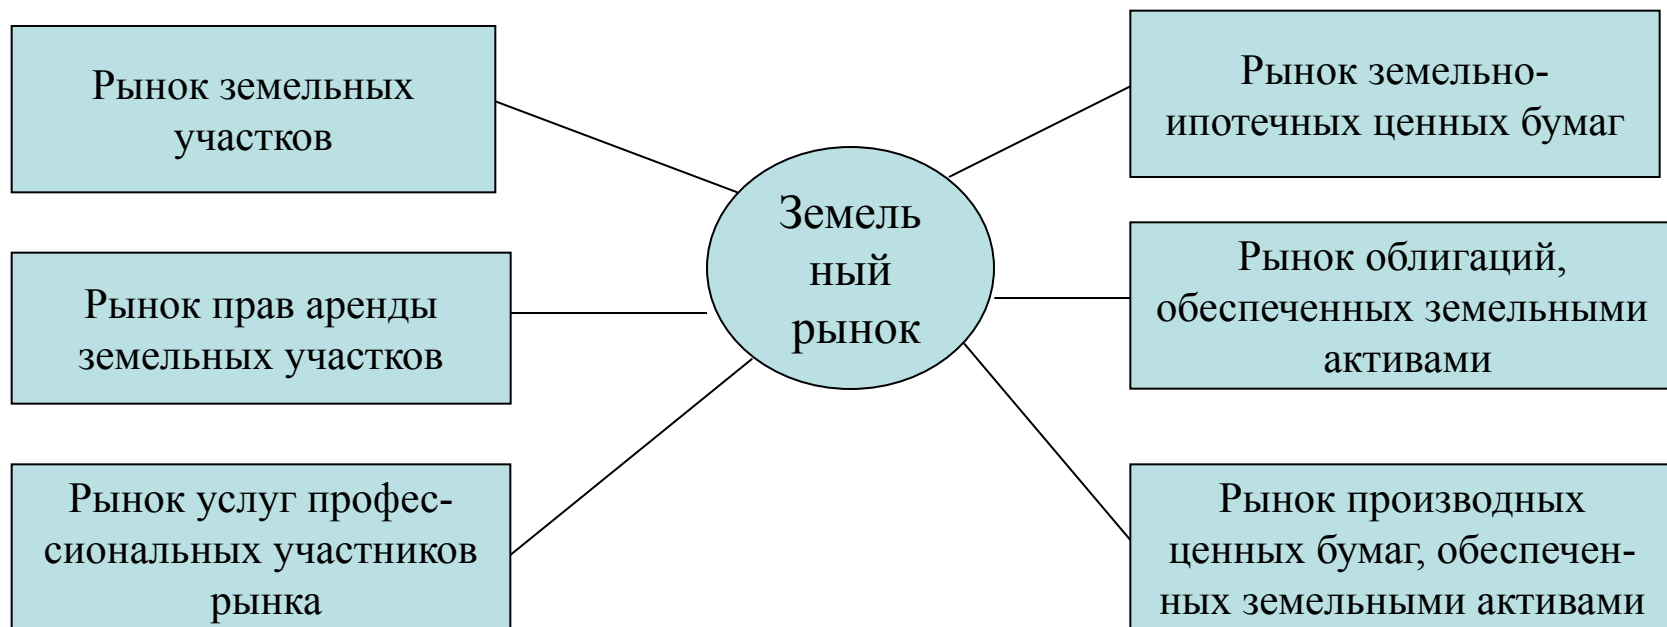 Рынок земельных
участков
Рынок прав аренды
земельных участков
Рынок услуг профес-
сиональных участников
рынка
Земель
ный
рынок
Рынок земельно-
ипотечных ценных бумаг
Рынок облигаций,
обеспеченных земельными
активами
Рынок производных
ценных бумаг, обеспечен-
ных земельными активами